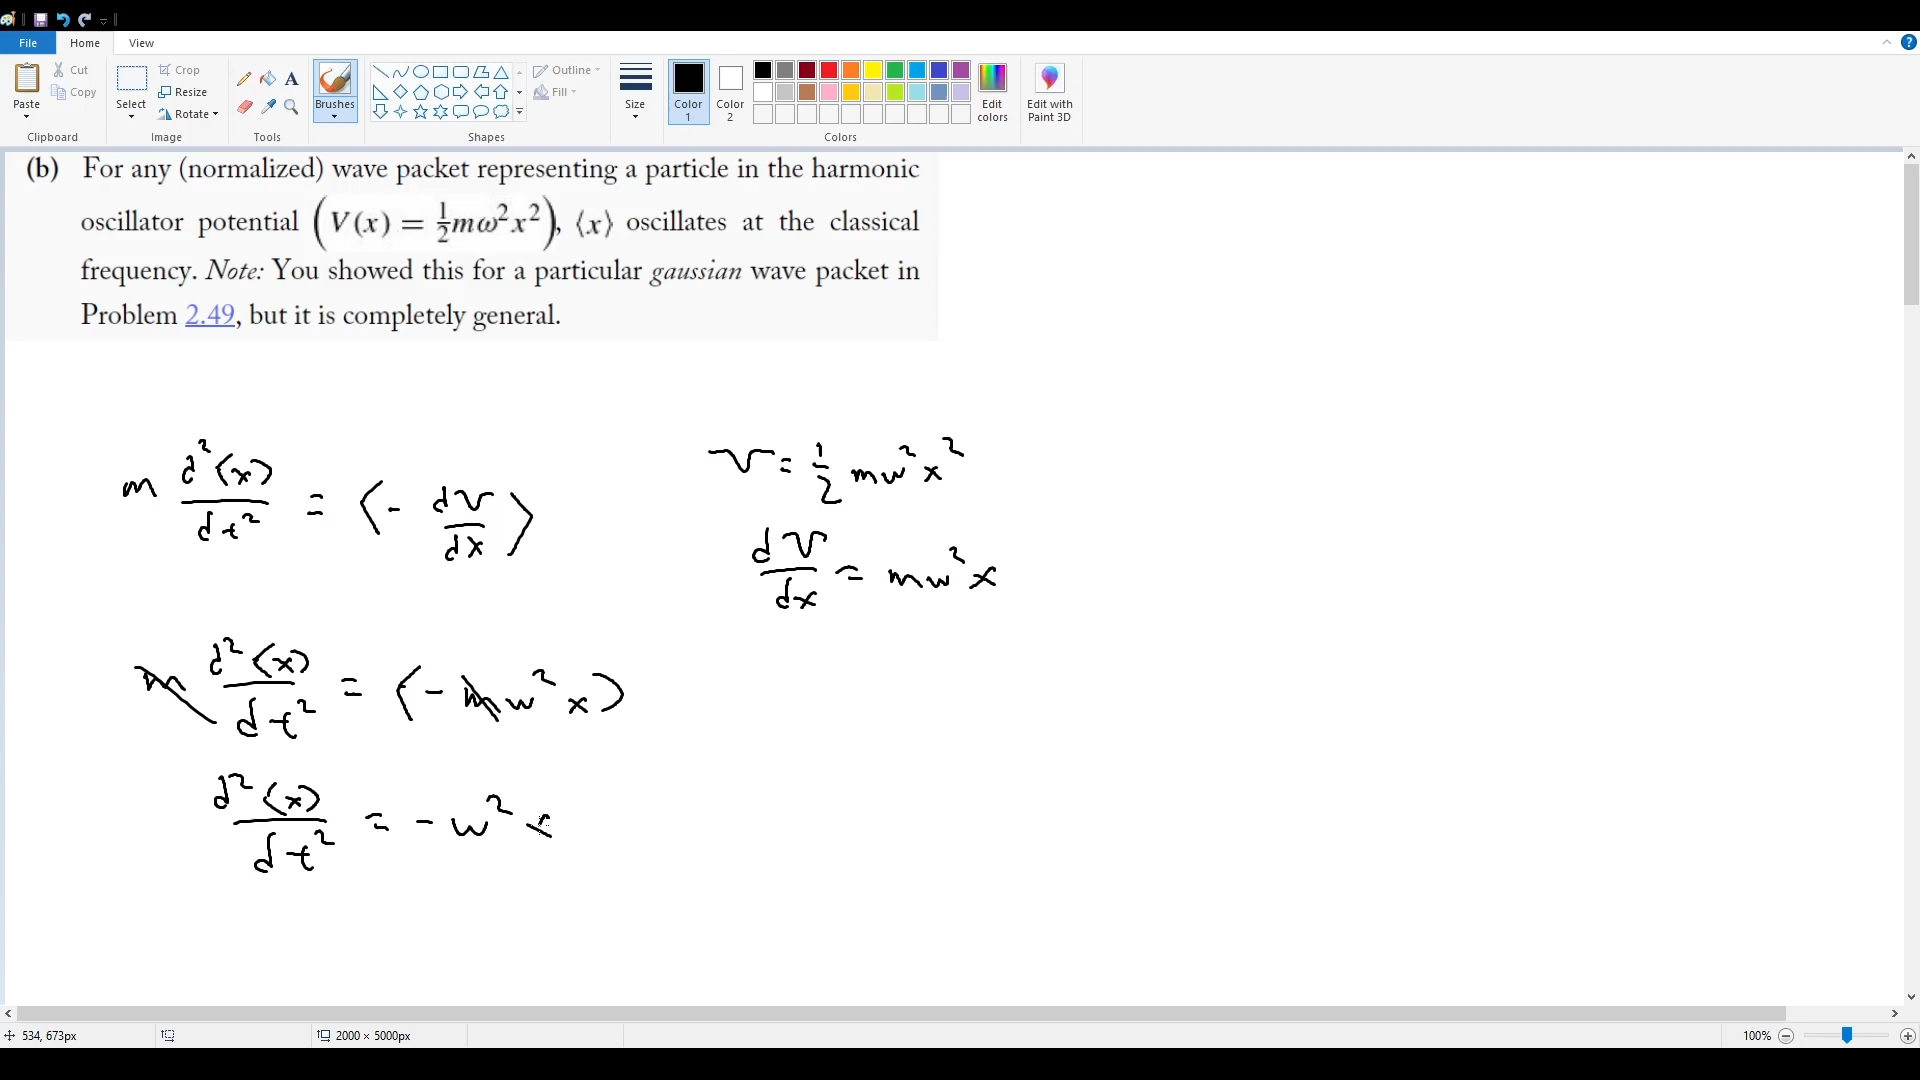 File Home View
Paste Cut Copy Clipboard
Select Crop Resize Rotate Image
Tools
Brushes
Outline Fill Shapes
Size
Color 1 Color 2 Edit colors Colors
Edit with Paint 3D
(b) For any (normalized) wave packet representing a particle in the harmonic
oscillator potential (V(x) = ½mω²x²), ⟨x⟩ oscillates at the classical
frequency. Note: You showed this for a particular gaussian wave packet in
Problem 2.49, but it is completely general.
m d²⟨x⟩/dt² = ⟨- dV/dx⟩
V = 1/2 mw²x²
dV/dx = mw²x
m d²⟨x⟩/dt² = ⟨-mw²x⟩
d²⟨x⟩/dt² = -w²
534, 673px 2000 × 5000px 100%